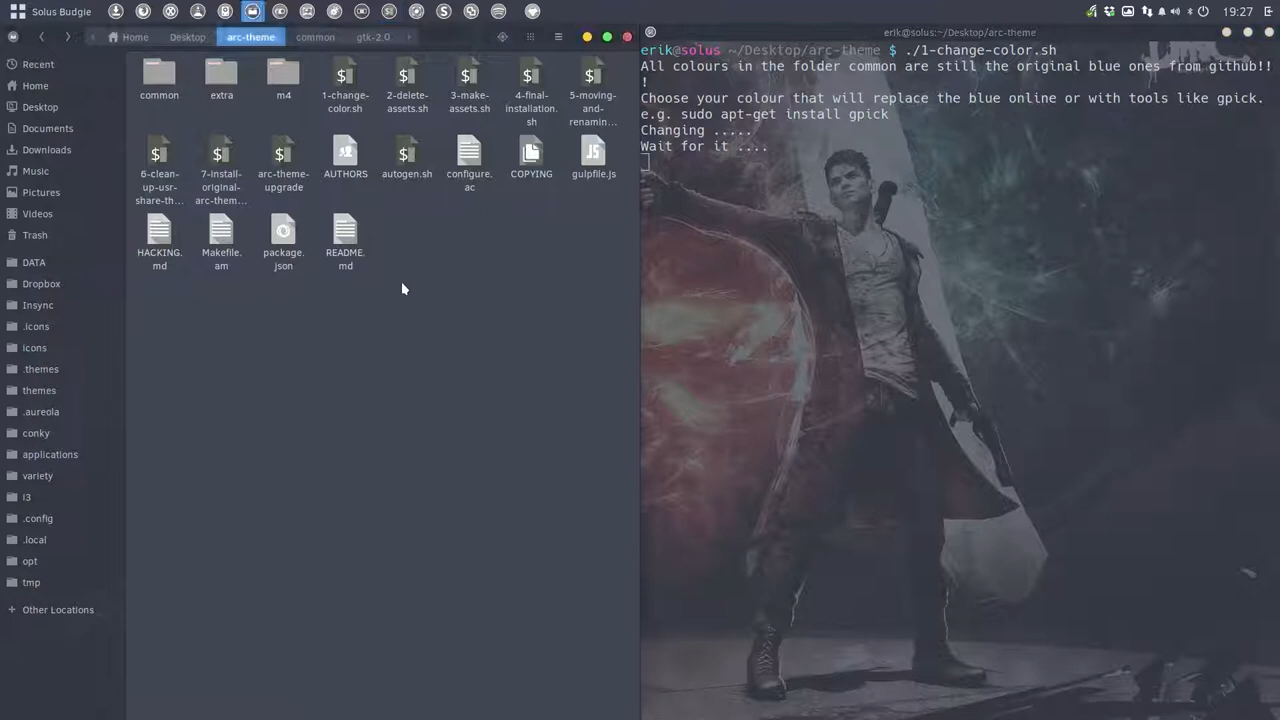 Solus Budgie
19:27
Home
Desktop
arc-theme
common
gtk-2.0
Recent
Home
Desktop
Documents
Downloads
Music
Pictures
Videos
Trash
DATA
Dropbox
Insync
.icons
icons
.themes
themes
.aureola
conky
applications
variety
I3
.config
.local
opt
tmp
Other Locations
common
extra
m4
1-change-
color.sh
2-delete-
assets.sh
3-make-
assets.sh
4-final-
installation.
sh
5-moving-
and-
renamin...
6-clean-
up-usr-
share-th...
7-install-
original-
arc-them...
arc-theme-
upgrade
AUTHORS
autogen.sh
configure.
ac
COPYING
gulpfile.js
HACKING.
md
Makefile.
am
package.
json
README.
md
erik@solus:~/Desktop/arc-theme
erik@solus ~/Desktop/arc-theme $ ./1-change-color.sh
All colours in the folder common are still the original blue ones from github!!
!
Choose your colour that will replace the blue online or with tools like gpick.
e.g. sudo apt-get install gpick
Changing .....
Wait for it ....